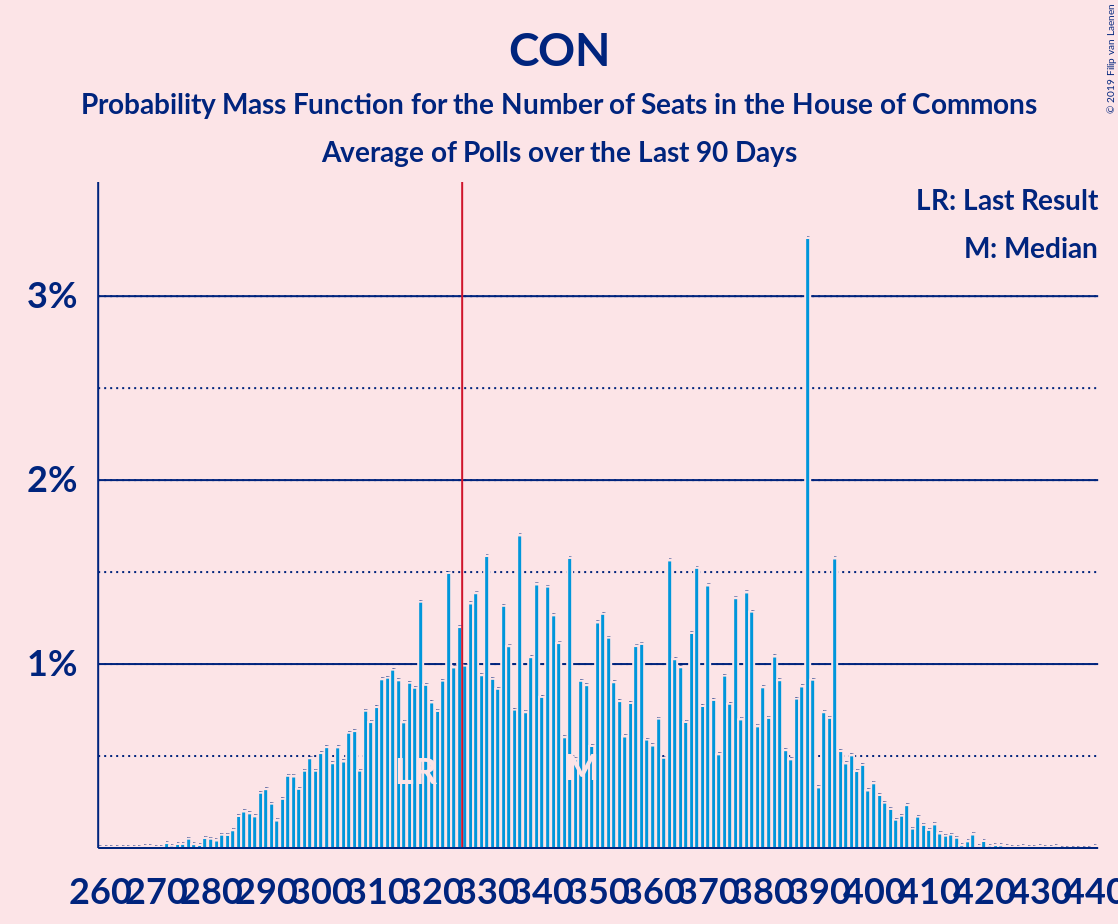 CON
Probability Mass Function for the Number of Seats in the House of Commons
Average of Polls over the Last 90 Days
© 2019 Filip van Laenen
LR: Last Result
M: Median
3%
2%
1%
LR M
260 270 280 290 300 310 320 330 340 350 360 370 380 390 400 410 420 430 440